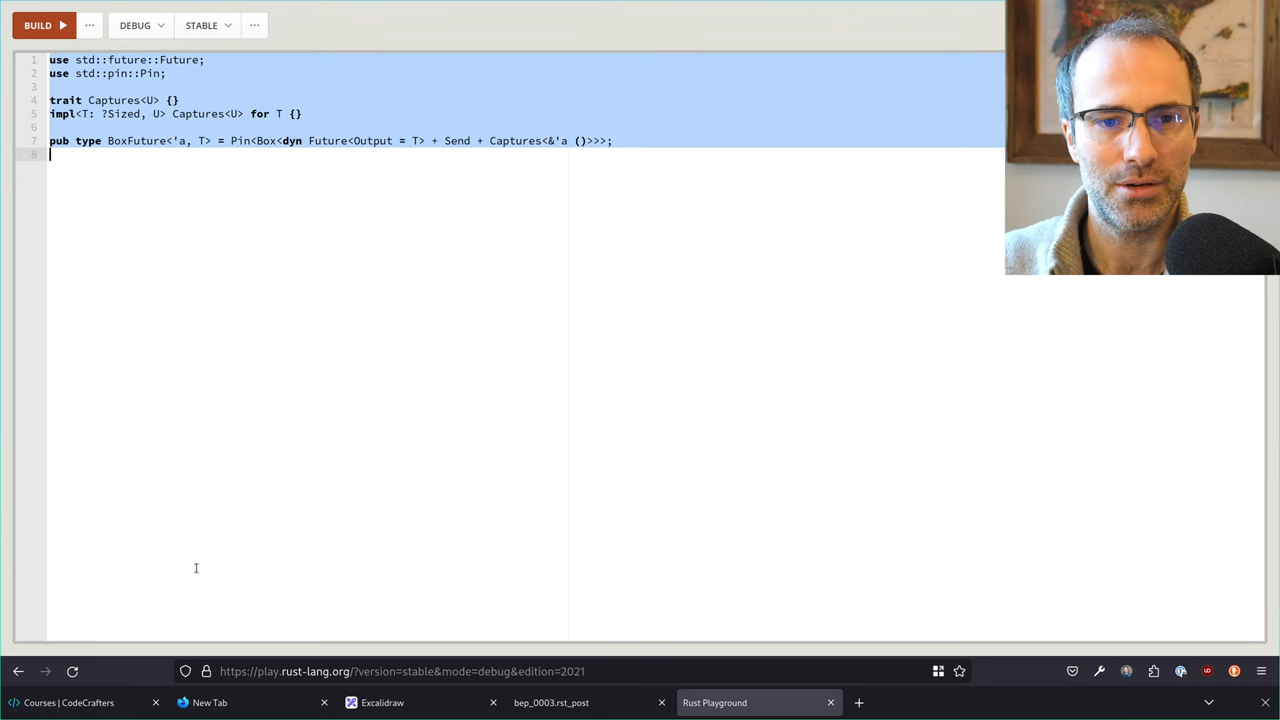 BUILD ... DEBUG STABLE ...
1 use std::future::Future;
2 use std::pin::Pin;
3
4 trait Captures<U> {}
5 impl<T: ?Sized, U> Captures<U> for T {}
6
7 pub type BoxFuture<'a, T> = Pin<Box<dyn Future<Output = T> + Send + Captures<&'a ()>>>;
8
https://play.rust-lang.org/?version=stable&mode=debug&edition=2021
Courses | CodeCrafters New Tab Excalidraw bep_0003.rst_post Rust Playground